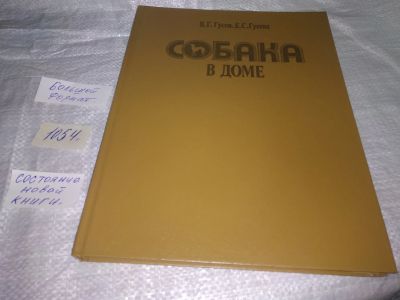 В.Г.Гусев, Е.С.Гусева
СОБАКА
В ДОМЕ
БОЛЬШОЙ
ФОРМАТ
1054.
СОСТОЯНИЕ
НОВОЙ
КНИГИ.